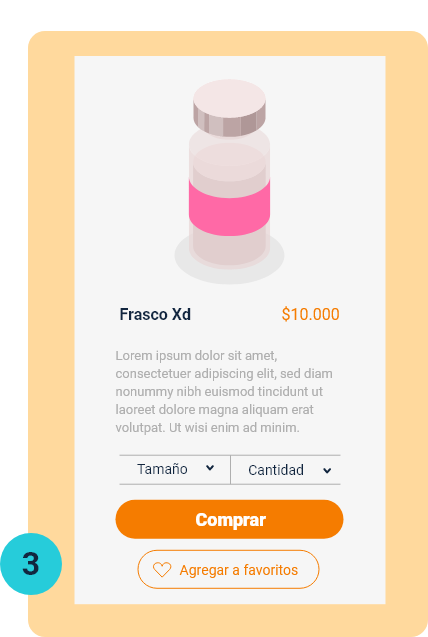 Frasco Xd $10.000
Lorem ipsum dolor sit amet,
consectetuer adipiscing elit, sed diam
nonummy nibh euismod tincidunt ut
laoreet dolore magna aliquam erat
volutpat. Ut wisi enim ad minim.
Tamaño Cantidad
Comprar
Agregar a favoritos
3